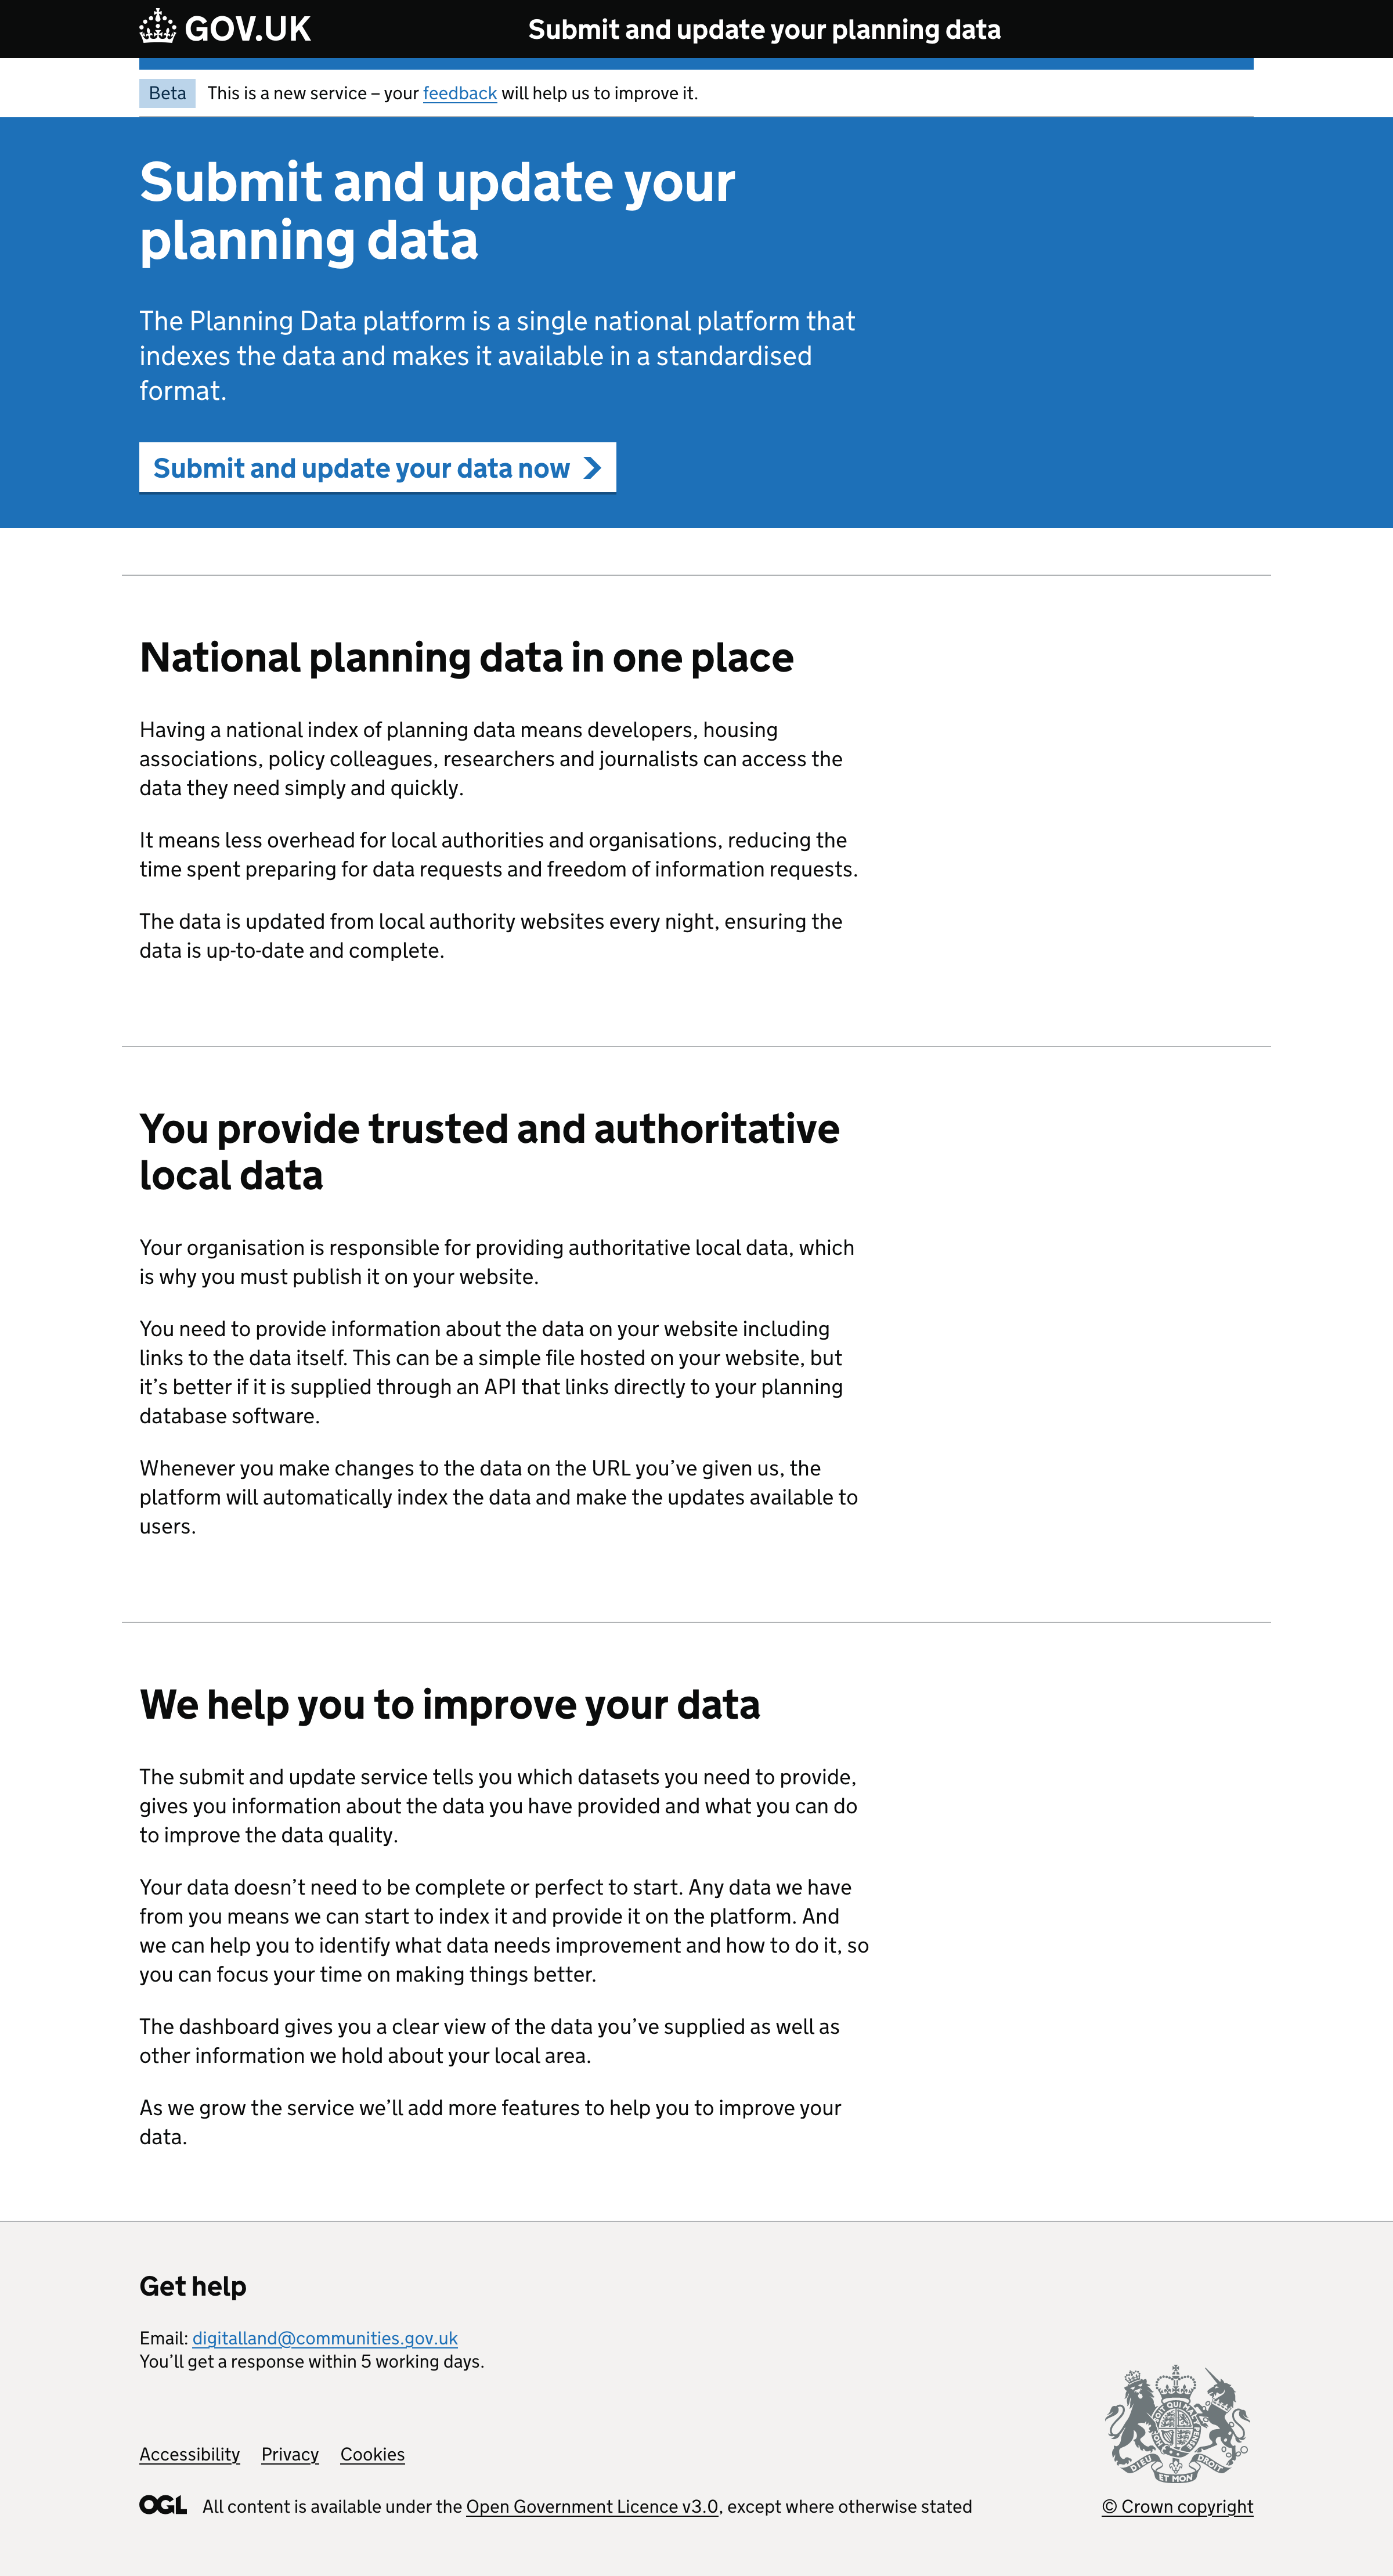 GOV.UK
Submit and update your planning data
Beta
This is a new service – your feedback will help us to improve it.
Submit and update your
planning data
The Planning Data platform is a single national platform that
indexes the data and makes it available in a standardised
format.
Submit and update your data now
National planning data in one place
Having a national index of planning data means developers, housing
associations, policy colleagues, researchers and journalists can access the
data they need simply and quickly.
It means less overhead for local authorities and organisations, reducing the
time spent preparing for data requests and freedom of information requests.
The data is updated from local authority websites every night, ensuring the
data is up-to-date and complete.
You provide trusted and authoritative
local data
Your organisation is responsible for providing authoritative local data, which
is why you must publish it on your website.
You need to provide information about the data on your website including
links to the data itself. This can be a simple file hosted on your website, but
it’s better if it is supplied through an API that links directly to your planning
database software.
Whenever you make changes to the data on the URL you’ve given us, the
platform will automatically index the data and make the updates available to
users.
We help you to improve your data
The submit and update service tells you which datasets you need to provide,
gives you information about the data you have provided and what you can do
to improve the data quality.
Your data doesn’t need to be complete or perfect to start. Any data we have
from you means we can start to index it and provide it on the platform. And
we can help you to identify what data needs improvement and how to do it, so
you can focus your time on making things better.
The dashboard gives you a clear view of the data you’ve supplied as well as
other information we hold about your local area.
As we grow the service we’ll add more features to help you to improve your
data.
Get help
Email: digitalland@communities.gov.uk
You’ll get a response within 5 working days.
Accessibility Privacy Cookies
OGL All content is available under the Open Government Licence v3.0, except where otherwise stated
DIEU ET MON DROIT
© Crown copyright